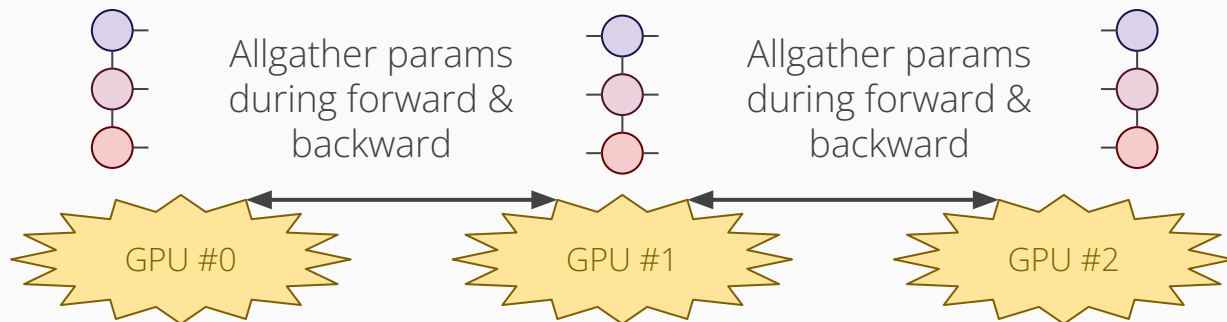 Allgather params
during forward &
backward
Allgather params
during forward &
backward
GPU #0
GPU #1
GPU #2